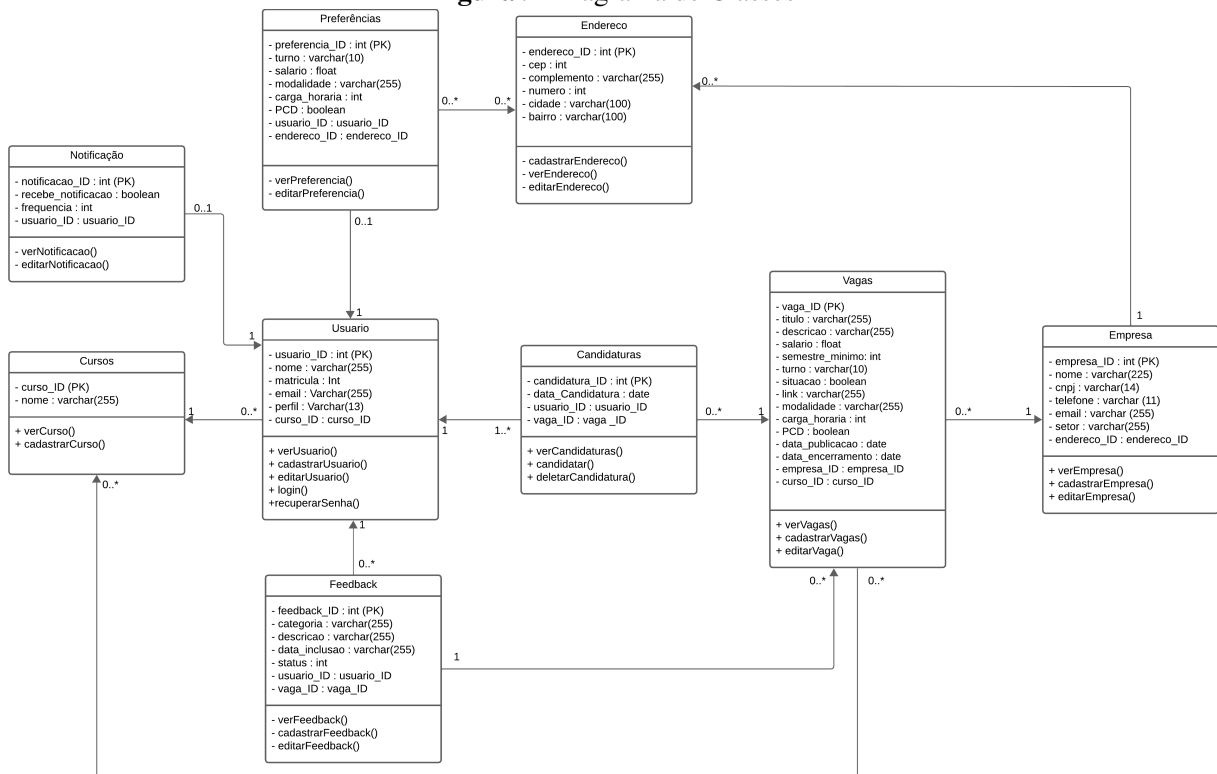 Preferências
- preferencia_ID : int (PK)
- turno : varchar(10)
- salario : float
- modalidade : varchar(255)
- carga_horaria : int
- PCD : boolean
- usuario_ID : usuario_ID
- endereco_ID : endereco_ID
- verPreferencia()
- editarPreferencia()
0..*
0..*
0..1
1
Endereco
- endereco_ID : int (PK)
- cep : int
- complemento : varchar(255)
- numero : int
- cidade : varchar(100)
- bairro : varchar(100)
- cadastrarEndereco()
- verEndereco()
- editarEndereco()
0..*
1
Notificação
- notificacao_ID : int (PK)
- recebe_notificacao : boolean
- frequencia : int
- usuario_ID : usuario_ID
- verNotificacao()
- editarNotificacao()
0..1
1
Cursos
- curso_ID (PK)
- nome : varchar(255)
+ verCurso()
+ cadastrarCurso()
1
0..*
0..*
Usuario
- usuario_ID : int (PK)
- nome : varchar(255)
- matricula : Int
- email : Varchar(255)
- perfil : Varchar(13)
- curso_ID : curso_ID
+ verUsuario()
+ cadastrarUsuario()
+ editarUsuario()
+ login()
+recuperarSenha()
1
1..*
1
0..*
Candidaturas
- candidatura_ID : int (PK)
- data_Candidatura : date
- usuario_ID : usuario_ID
- vaga_ID : vaga _ID
+ verCandidaturas()
+ candidatar()
+ deletarCandidatura()
0..*
1
Vagas
- vaga_ID (PK)
- titulo : varchar(255)
- descricao : varchar(255)
- salario : float
- semestre_minimo: int
- turno : varchar(10)
- situacao : boolean
- link : varchar(255)
- modalidade : varchar(255)
- carga_horaria : int
- PCD : boolean
- data_publicacao : date
- data_encerramento : date
- empresa_ID : empresa_ID
- curso_ID : curso_ID
+ verVagas()
+ cadastrarVagas()
+ editarVaga()
0..*
1
0..*
0..*
Empresa
- empresa_ID : int (PK)
- nome : varchar(225)
- cnpj : varchar(14)
- telefone : varchar (11)
- email : varchar (255)
- setor : varchar(255)
- endereco_ID : endereco_ID
+ verEmpresa()
+ cadastrarEmpresa()
+ editarEmpresa()
Feedback
- feedback_ID : int (PK)
- categoria : varchar(255)
- descricao : varchar(255)
- data_inclusao : varchar(255)
- status : int
- usuario_ID : usuario_ID
- vaga_ID : vaga_ID
- verFeedback()
- cadastrarFeedback()
- editarFeedback()
1